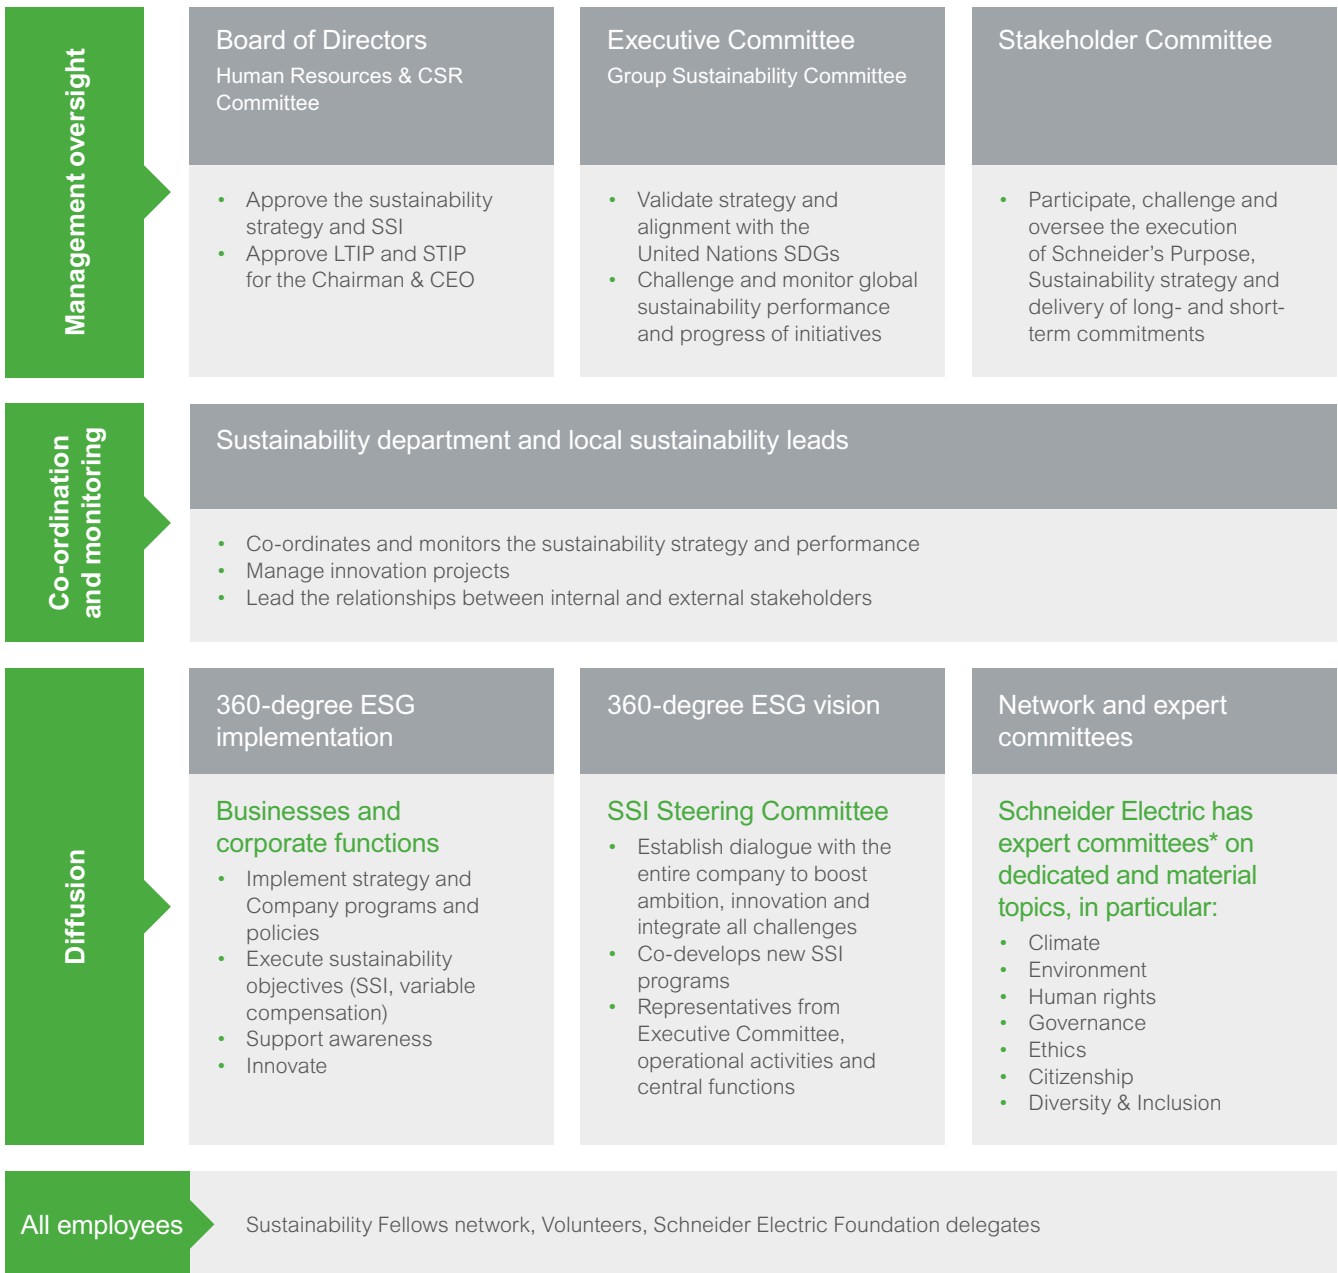 Management oversight
Board of Directors
Human Resources & CSR
Committee
• Approve the sustainability
strategy and SSI
• Approve LTIP and STIP
for the Chairman & CEO
Executive Committee
Group Sustainability Committee
• Validate strategy and
alignment with the
United Nations SDGs
• Challenge and monitor global
sustainability performance
and progress of initiatives
Stakeholder Committee
• Participate, challenge and
oversee the execution
of Schneider’s Purpose,
Sustainability strategy and
delivery of long- and short-
term commitments
Co-ordination
and monitoring
Sustainability department and local sustainability leads
• Co-ordinates and monitors the sustainability strategy and performance
• Manage innovation projects
• Lead the relationships between internal and external stakeholders
Diffusion
360-degree ESG
implementation
Businesses and
corporate functions
• Implement strategy and
Company programs and
policies
• Execute sustainability
objectives (SSI, variable
compensation)
• Support awareness
• Innovate
360-degree ESG vision
SSI Steering Committee
• Establish dialogue with the
entire company to boost
ambition, innovation and
integrate all challenges
• Co-develops new SSI
programs
• Representatives from
Executive Committee,
operational activities and
central functions
Network and expert
committees
Schneider Electric has
expert committees* on
dedicated and material
topics, in particular:
• Climate
• Environment
• Human rights
• Governance
• Ethics
• Citizenship
• Diversity & Inclusion
All employees
Sustainability Fellows network, Volunteers, Schneider Electric Foundation delegates